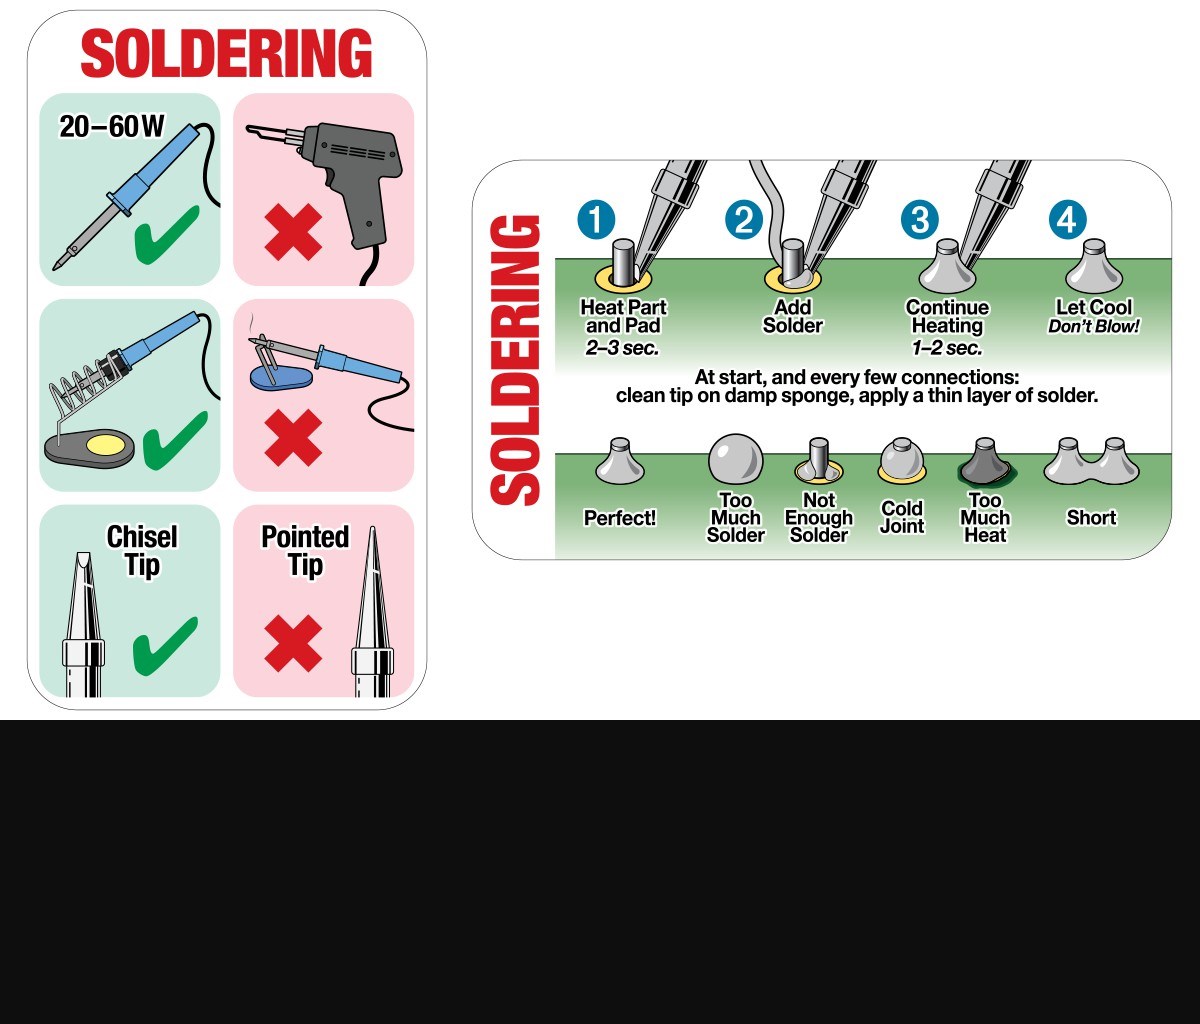 SOLDERING
20–60W
Chisel
Tip
Pointed
Tip
SOLDERING
1
2
3
4
Heat Part
and Pad
2–3 sec.
Add
Solder
Continue
Heating
1–2 sec.
Let Cool
Don't Blow!
At start, and every few connections:
clean tip on damp sponge, apply a thin layer of solder.
Perfect!
Too
Much
Solder
Not
Enough
Solder
Cold
Joint
Too
Much
Heat
Short